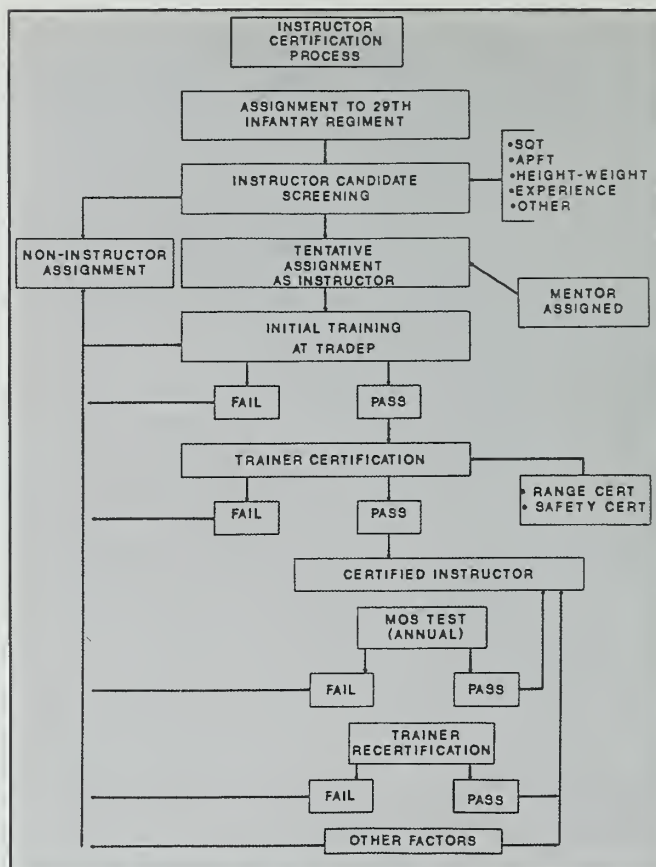 INSTRUCTOR
CERTIFICATION
PROCESS
ASSIGNMENT TO 29TH
INFANTRY REGIMENT
•SQT
•APFT
•HEIGHT-WEIGHT
•EXPERIENCE
•OTHER
INSTRUCTOR CANDIDATE
SCREENING
NON-INSTRUCTOR
ASSIGNMENT
TENTATIVE
ASSIGNMENT
AS INSTRUCTOR
MENTOR
ASSIGNED
INITIAL TRAINING
AT TRADEP
FAIL
PASS
TRAINER CERTIFICATION
• RANGE CERT
• SAFETY CERT
FAIL
PASS
CERTIFIED INSTRUCTOR
MOS TEST
(ANNUAL)
FAIL
PASS
TRAINER
RECERTIFICATION
FAIL
PASS
OTHER FACTORS